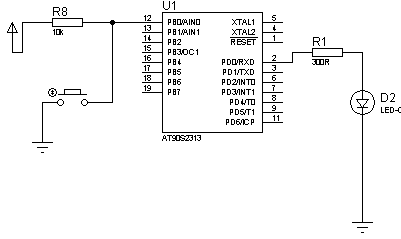 R8
10k
U1
12 PB0/AIN0 XTAL1 5
13 PB1/AIN1 XTAL2 4
14 PB2 RESET 1
15 PB3/OC1
16 PB4 PD0/RXD 2
17 PB5 PD1/TXD 3
18 PB6 PD2/INT0 6
19 PB7 PD3/INT1 7
PD4/T0 8
PD5/T1 9
PD6/ICP 11
AT90S2313
R1
300R
D2